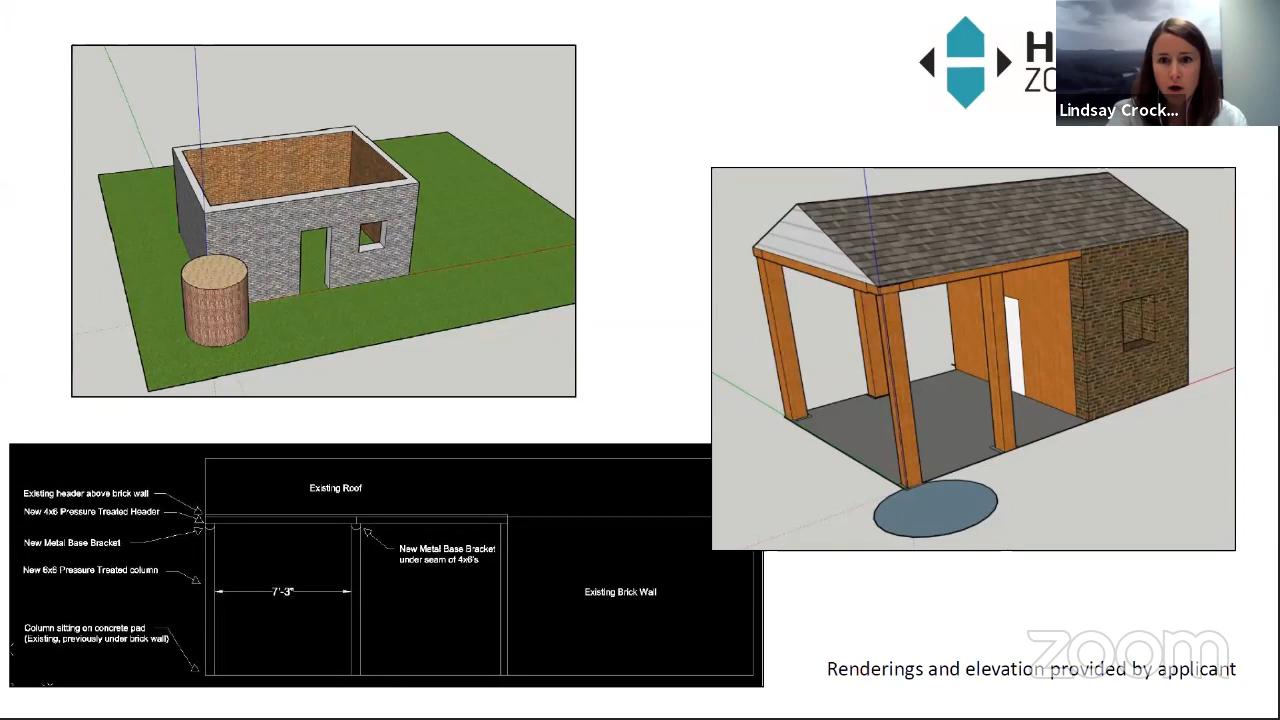 H
ZO
Lindsay Crock...
Existing Roof
Existing header above brick wall
New 4x6 Pressure Treated Header
New Metal Base Bracket
New Metal Base Bracket
under seam of 4x6's
New 6x6 Pressure Treated column
7'-3"
Existing Brick Wall
Column sitting on concrete pad
(Existing, previously under brick wall)
zoom
Renderings and elevation provided by applicant